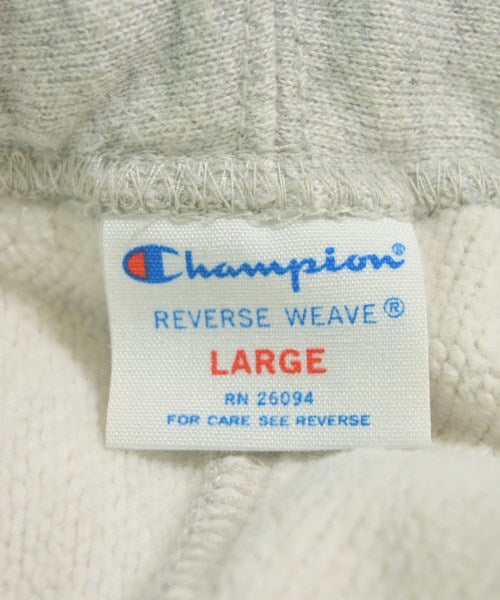 Champion®
REVERSE WEAVE®
LARGE
RN 26094
FOR CARE SEE REVERSE